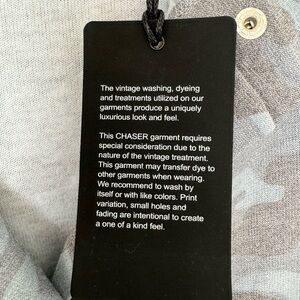 The vintage washing, dyeing
and treatments utilized on our
garments produce a uniquely
luxurious look and feel.
This CHASER garment requires
special consideration due to the
nature of the vintage treatment.
This garment may transfer dye to
other garments when wearing.
We recommend to wash by
itself or with like colors. Print
variation, small holes and
fading are intentional to create
a one of a kind feel.